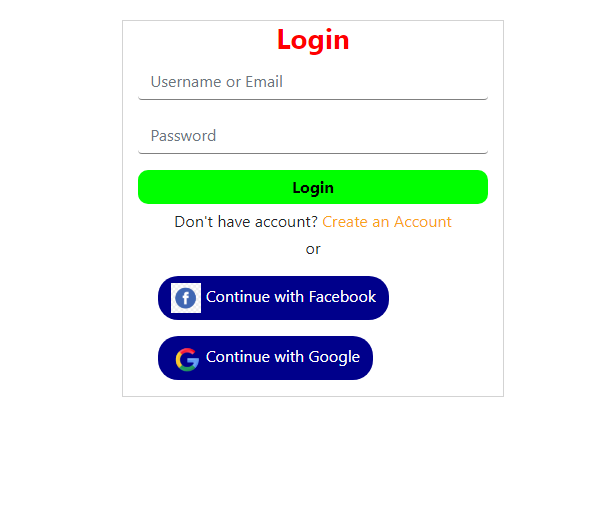 Login
Username or Email
Password
Login
Don't have account? Create an Account
or
Continue with Facebook
Continue with Google